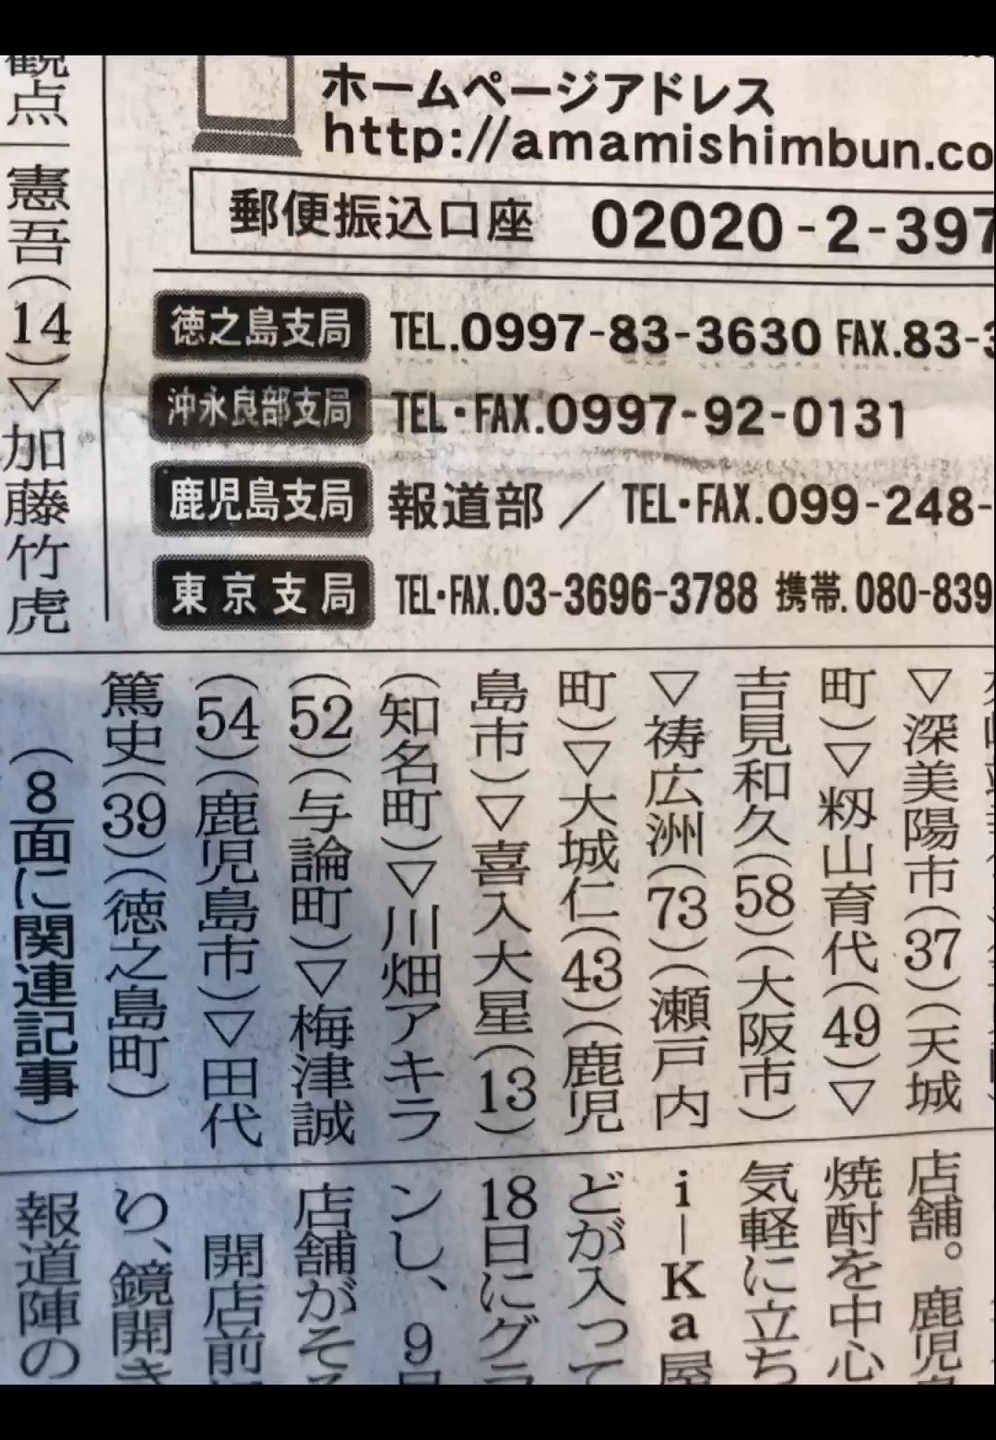 ホームページアドレス
http://amamishimbun.co
郵便振込口座 02020-2-397
徳之島支局 TEL.0997-83-3630 FAX.83-3
沖永良部支局 TEL・FAX.0997-92-0131
鹿児島支局 報道部／TEL・FAX.099-248-
東京支局 TEL・FAX.03-3696-3788 携帯.080-839
観点
憲吾(14)▽加藤竹虎
▽深美陽市(37)(天城
町)▽籾山育代(49)▽
吉見和久(58)(大阪市)
▽祷広洲(73)(瀬戸内
町)▽大城仁(43)(鹿児
島市)▽喜入大星(13)
(知名町)▽川畑アキラ
(52)(与論町)▽梅津誠
(54)(鹿児島市)▽田代
篤史(39)(徳之島町)
(8面に関連記事)
店舗。鹿児
焼酎を中心
気軽に立ち
i―Ka屋
どが入って
18日にグラ
ンし、9月
店舗がそ
開店前
り、鏡開き
報道陣の